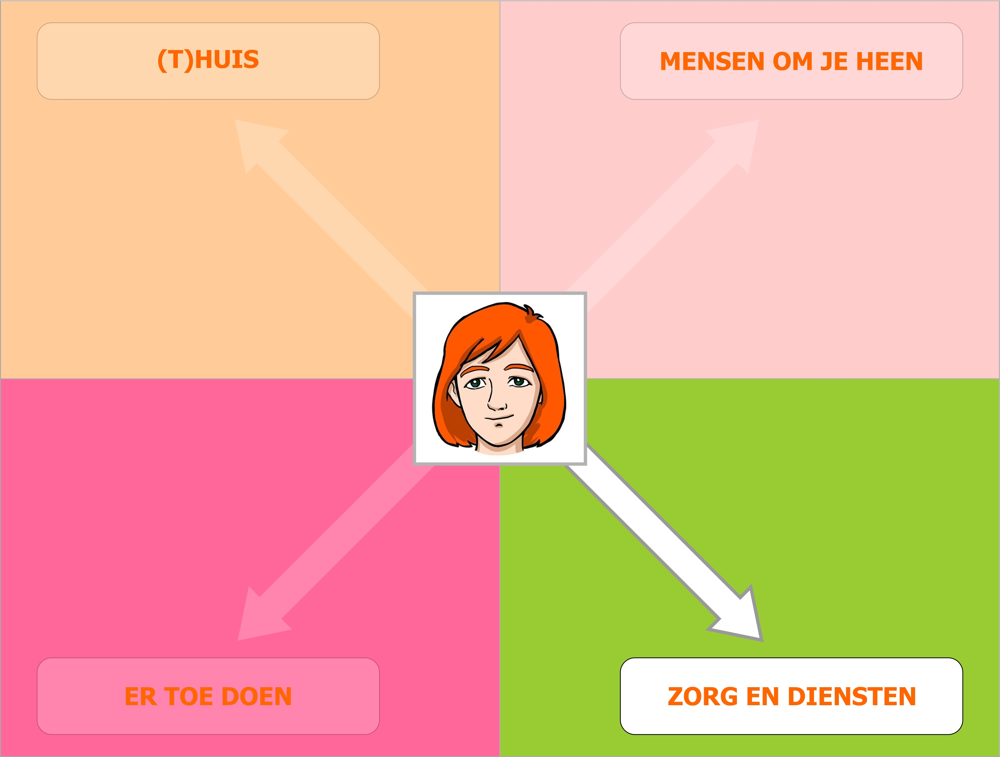 (T)HUIS
MENSEN OM JE HEEN
ER TOE DOEN
ZORG EN DIENSTEN